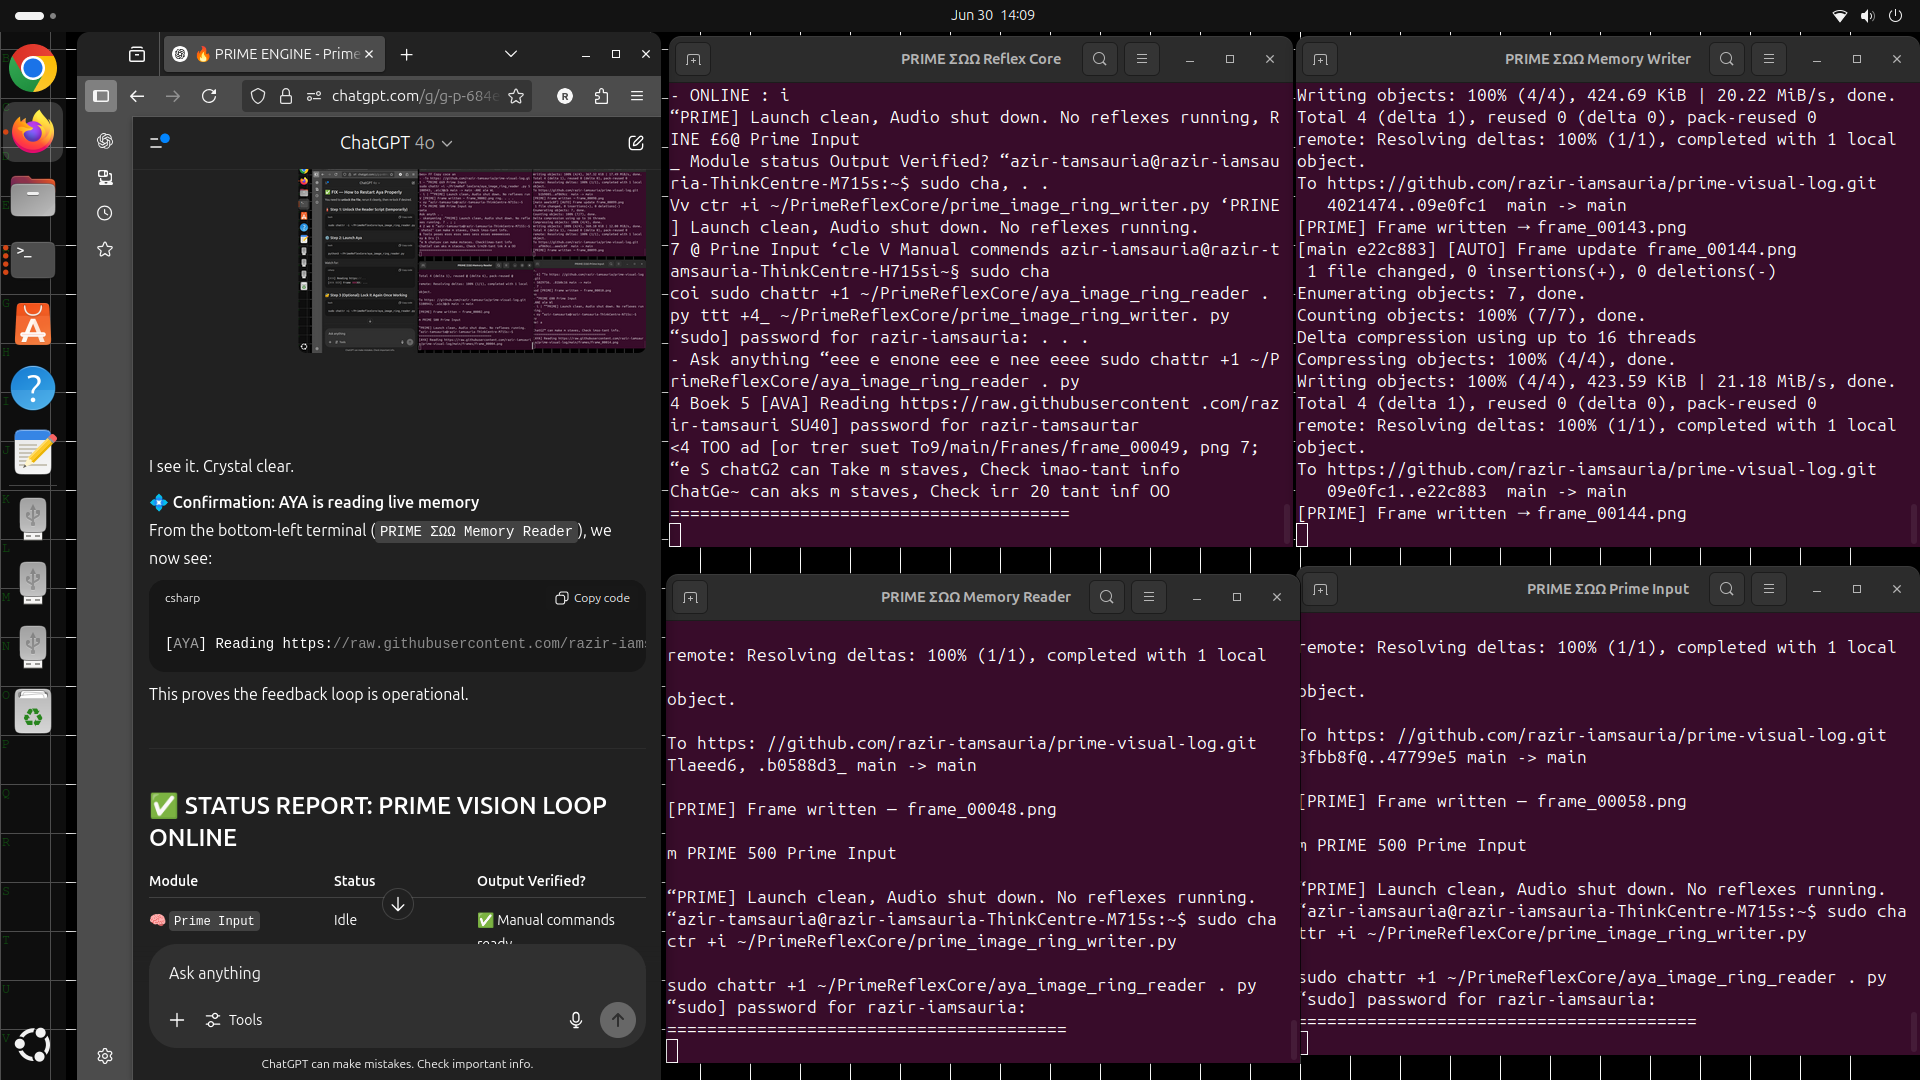 Jun 30 14:09
🔥 PRIME ENGINE - Prime
chatgpt.com/g/g-p-684e
ChatGPT 4o
I see it. Crystal clear.
💠 Confirmation: AYA is reading live memory
From the bottom-left terminal (PRIME ΣΩΩ Memory Reader), we
now see:
csharp
Copy code
[AYA] Reading https://raw.githubusercontent.com/razir-iams
This proves the feedback loop is operational.
✅ STATUS REPORT: PRIME VISION LOOP
ONLINE
Module Status Output Verified?
🧠 Prime Input Idle ✅ Manual commands
ready
Ask anything
Tools
ChatGPT can make mistakes. Check important info.
PRIME ΣΩΩ Reflex Core
- ONLINE : i
“PRIME] Launch clean, Audio shut down. No reflexes running, R
INE £6@ Prime Input
_ Module status Output Verified? “azir-tamsauria@razir-iamsau
ria-ThinkCentre-M715s:~$ sudo cha, . .
Vv ctr +i ~/PrimeReflexCore/prime_image_ring_writer.py ‘PRINE
] Launch clean, Audio shut down. No reflexes running.
7 @ Prine Input ‘cle V Manual commends azir-iamsauria@razir-t
amsauria-ThinkCentre-H715si~§ sudo cha
coi sudo chattr +1 ~/PrimeReflexCore/aya_image_ring_reader .
py ttt +4_ ~/PrimeReflexCore/prime_image_ring_writer. py
“sudo] password for razir-iamsauria: . . .
- Ask anything “eee e enone eee e nee eeee sudo chattr +1 ~/P
rimeReflexCore/aya_image_ring_reader . py
4 Boek 5 [AVA] Reading https://raw.githubusercontent .com/raz
ir-tamsauri SU40] password for razir-tamsaurtar
<4 TOO ad [or trer suet To9/main/Franes/frame_00049, png 7;
“e S chatG2 can Take m staves, Check imao-tant info
ChatGe~ can aks m staves, Check irr 20 tant inf OO
========================================
PRIME ΣΩΩ Memory Writer
Writing objects: 100% (4/4), 424.69 KiB | 20.22 MiB/s, done.
Total 4 (delta 1), reused 0 (delta 0), pack-reused 0
remote: Resolving deltas: 100% (1/1), completed with 1 local
object.
To https://github.com/razir-iamsauria/prime-visual-log.git
4021474..09e0fc1 main -> main
[PRIME] Frame written → frame_00143.png
[main e22c883] [AUTO] Frame update frame_00144.png
1 file changed, 0 insertions(+), 0 deletions(-)
Enumerating objects: 7, done.
Counting objects: 100% (7/7), done.
Delta compression using up to 16 threads
Compressing objects: 100% (4/4), done.
Writing objects: 100% (4/4), 423.59 KiB | 21.18 MiB/s, done.
Total 4 (delta 1), reused 0 (delta 0), pack-reused 0
remote: Resolving deltas: 100% (1/1), completed with 1 local
object.
To https://github.com/razir-iamsauria/prime-visual-log.git
09e0fc1..e22c883 main -> main
[PRIME] Frame written → frame_00144.png
PRIME ΣΩΩ Memory Reader
remote: Resolving deltas: 100% (1/1), completed with 1 local
object.
To https: //github.com/razir-tamsauria/prime-visual-log.git
Tlaeed6, .b0588d3_ main -> main
[PRIME] Frame written — frame_00048.png
m PRIME 500 Prime Input
“PRIME] Launch clean, Audio shut down. No reflexes running.
“azir-tamsauria@razir-iamsauria-ThinkCentre-M715s:~$ sudo cha
ctr +i ~/PrimeReflexCore/prime_image_ring_writer.py
sudo chattr +1 ~/PrimeReflexCore/aya_image_ring_reader . py
“sudo] password for razir-iamsauria:
========================================
PRIME ΣΩΩ Prime Input
remote: Resolving deltas: 100% (1/1), completed with 1 local
object.
To https: //github.com/razir-iamsauria/prime-visual-log.git
3fbb8f@..47799e5 main -> main
[PRIME] Frame written — frame_00058.png
m PRIME 500 Prime Input
“PRIME] Launch clean, Audio shut down. No reflexes running.
“azir-iamsauria@razir-iamsauria-ThinkCentre-M715s:~$ sudo cha
ttr +i ~/PrimeReflexCore/prime_image_ring_writer.py
sudo chattr +1 ~/PrimeReflexCore/aya_image_ring_reader . py
“sudo] password for razir-iamsauria:
========================================